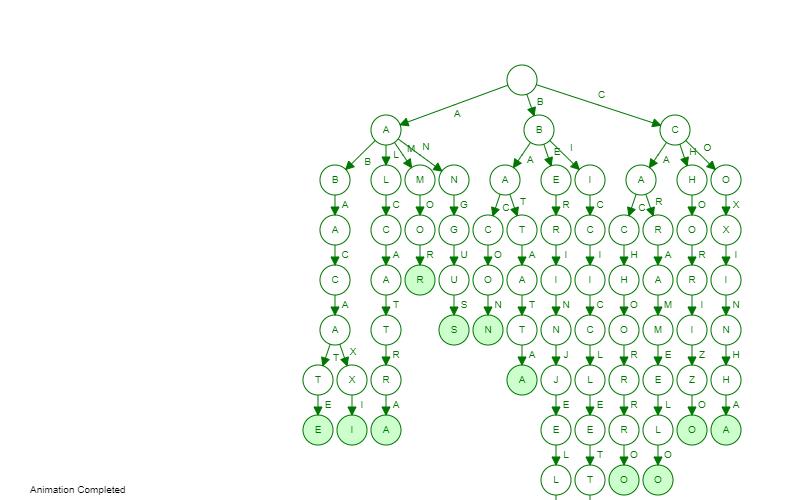 C
B
A
A B C
B L M N A E I A H O
B L M N A E I A H O
A C O G C T R C C R O X
A C O G C T R C C R O X
C A R U O A I I H A R I
C A R U O A I I H A R I
A T S N T N C O M I N
A T S N T N C O M I N
T X R A J L R E Z H
T X R A J L R E Z H
E I A E E R L O A
E I A E E R L O A
L T O O
L T O O
Animation Completed